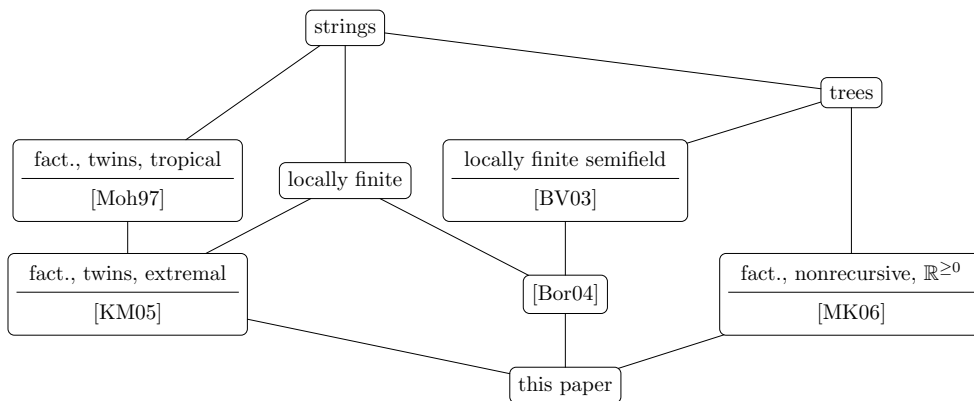 strings
trees
fact., twins, tropical
[Moh97]
locally finite
locally finite semifield
[BV03]
fact., twins, extremal
[KM05]
[Bor04]
fact., nonrecursive, ℝ≥0
[MK06]
this paper